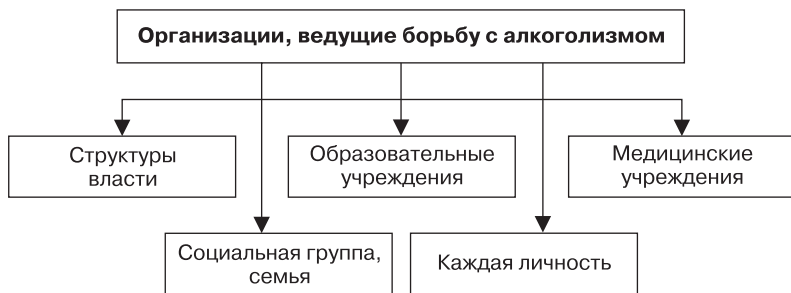 Организации, ведущие борьбу с алкоголизмом
Структуры
власти
Образовательные
учреждения
Медицинские
учреждения
Социальная группа,
семья
Каждая личность